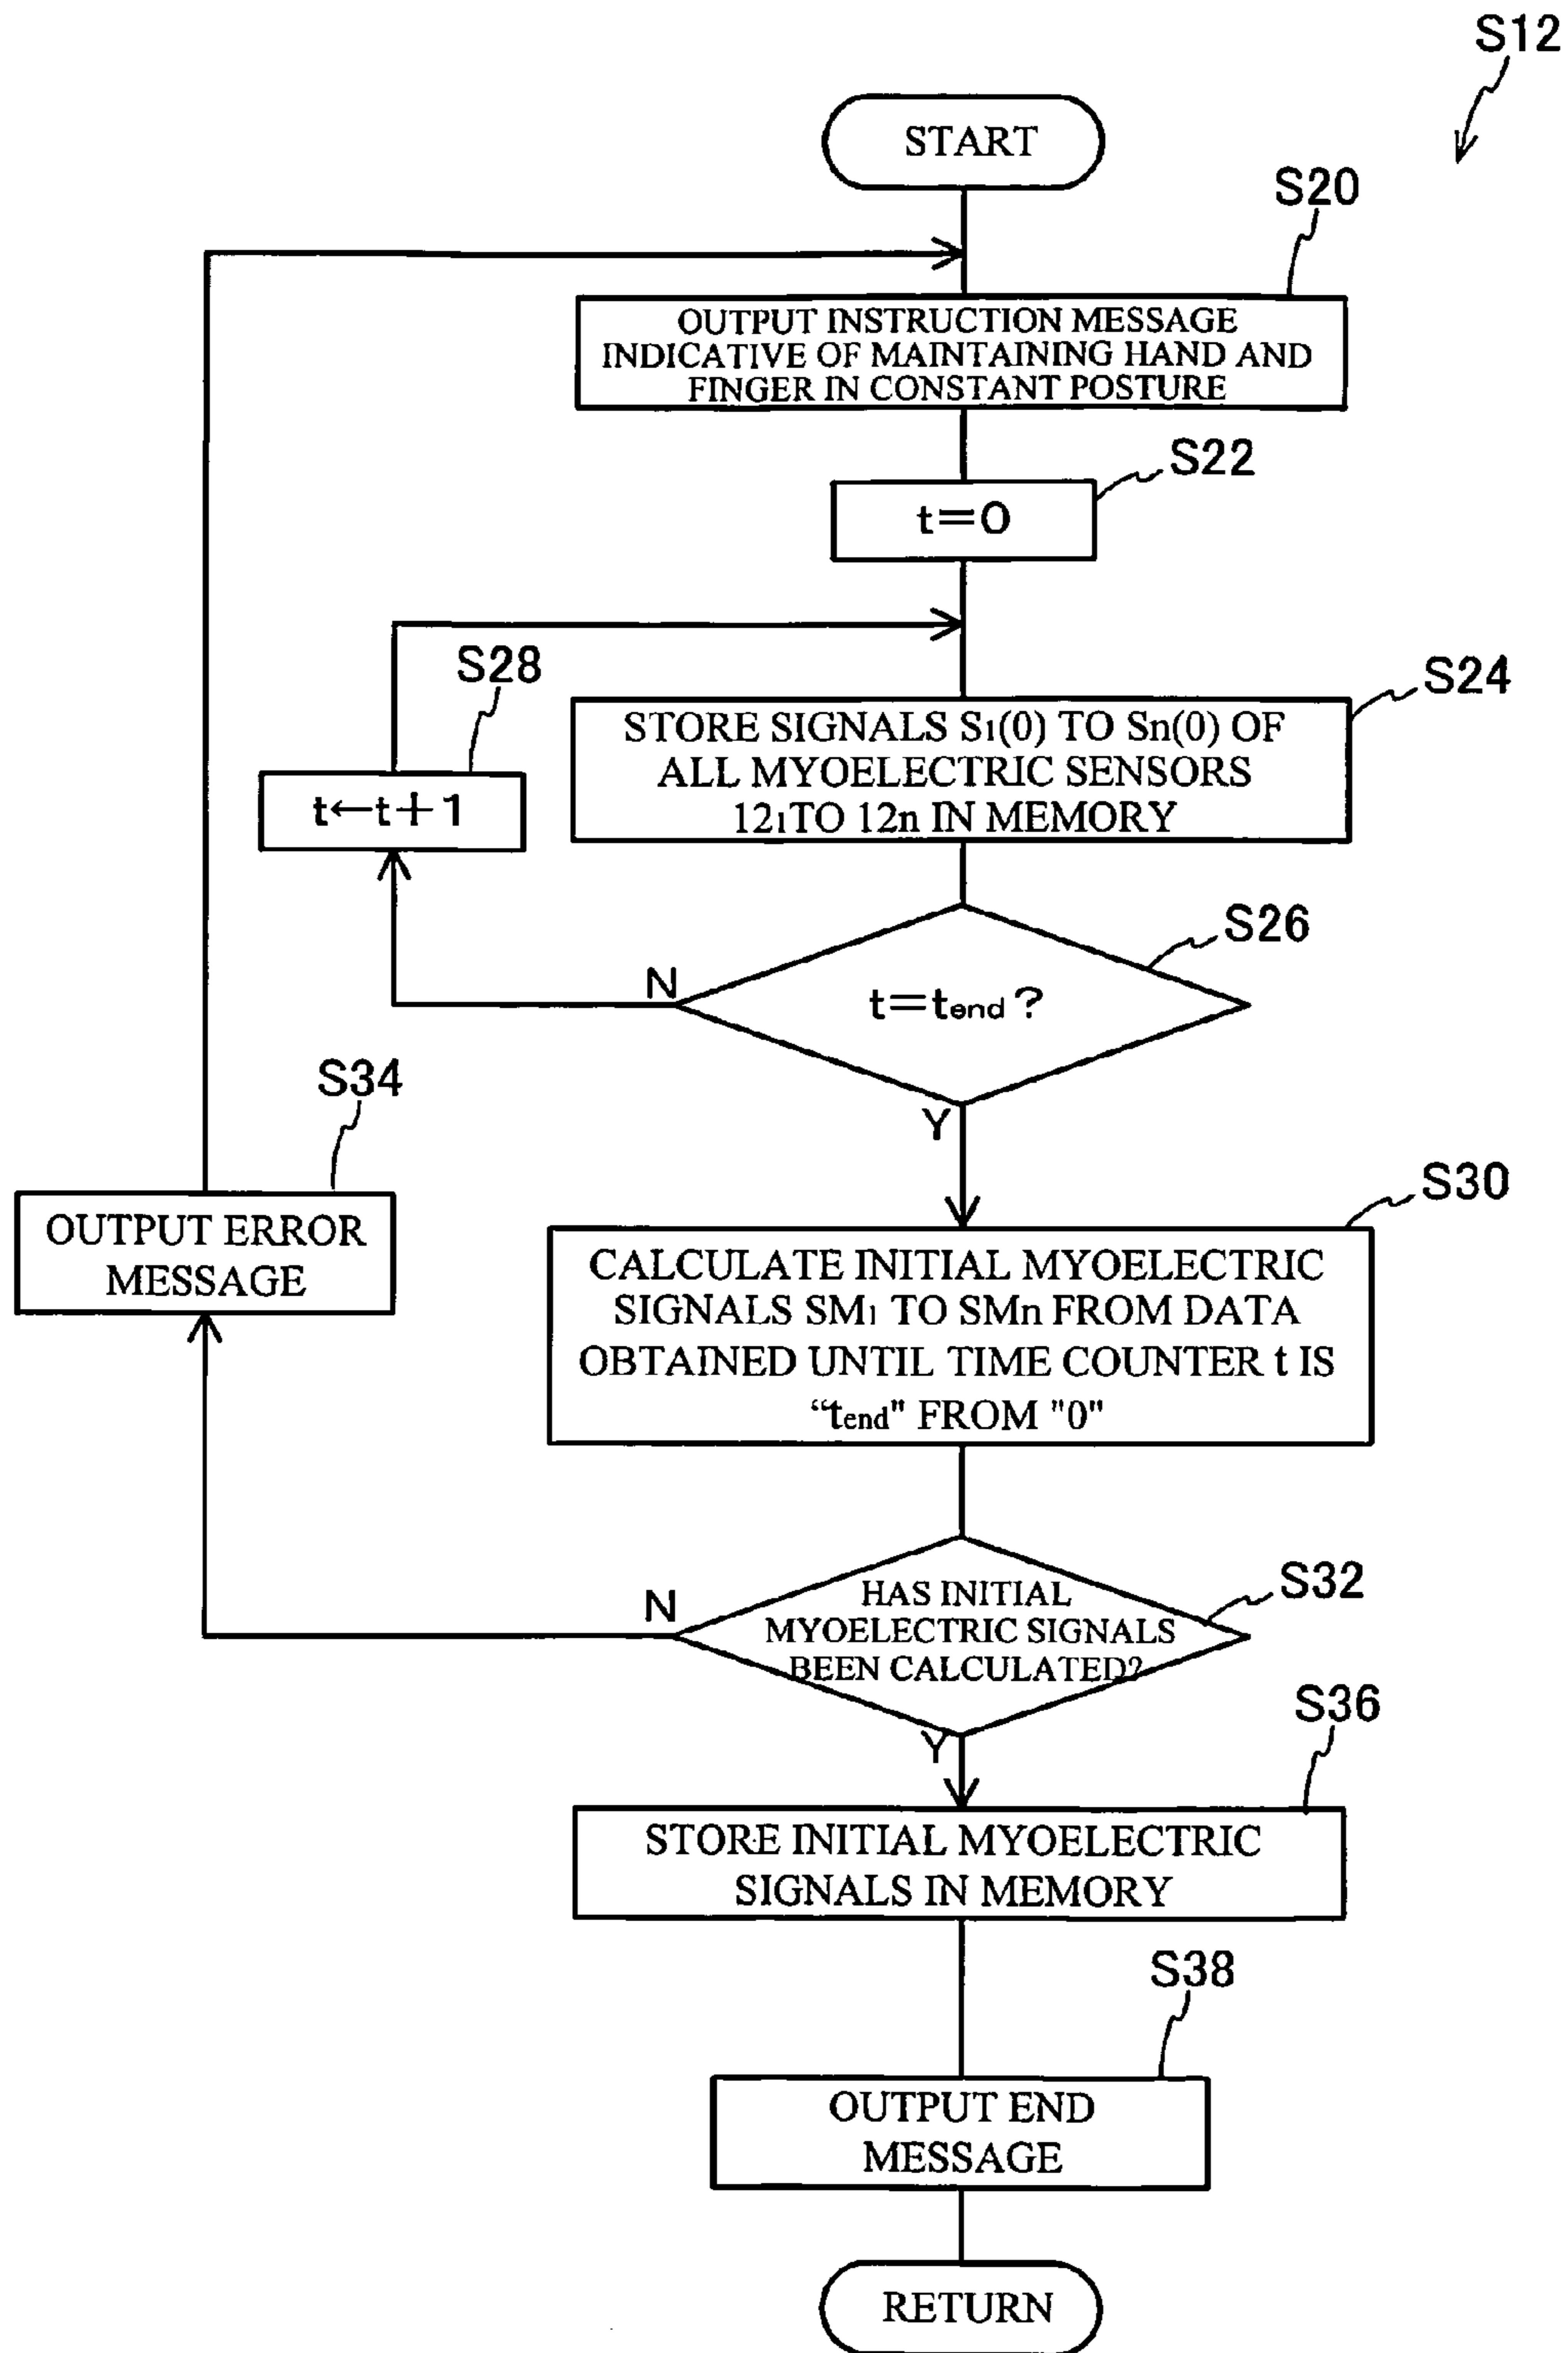 S12
START
S20
OUTPUT INSTRUCTION MESSAGE
INDICATIVE OF MAINTAINING HAND AND
FINGER IN CONSTANT POSTURE
S22
t=0
S28
t←t+1
S24
STORE SIGNALS S1(0) TO Sn(0) OF
ALL MYOELECTRIC SENSORS
121TO 12n IN MEMORY
S26
N
t=tend?
Y
S34
OUTPUT ERROR
MESSAGE
S30
CALCULATE INITIAL MYOELECTRIC
SIGNALS SM1 TO SMn FROM DATA
OBTAINED UNTIL TIME COUNTER t IS
“tend" FROM "0"
S32
N
HAS INITIAL
MYOELECTRIC SIGNALS
BEEN CALCULATED?
Y
S36
STORE INITIAL MYOELECTRIC
SIGNALS IN MEMORY
S38
OUTPUT END
MESSAGE
RETURN